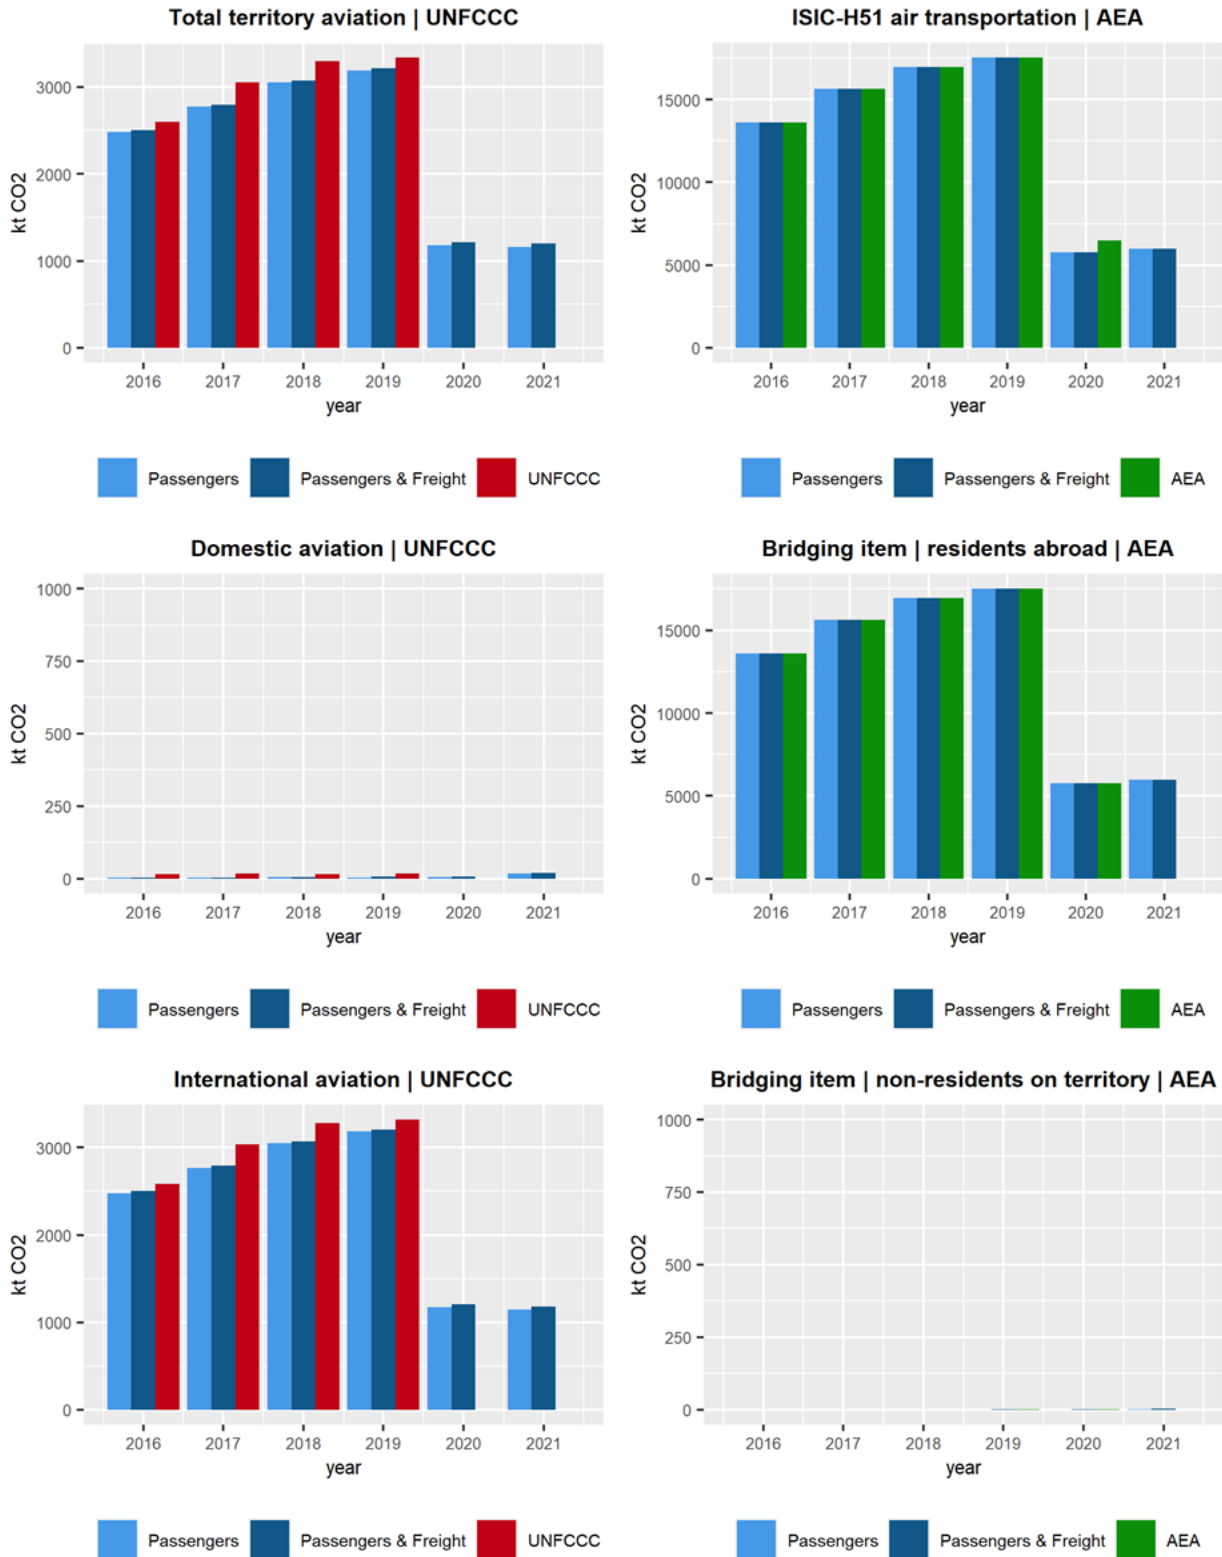 Total territory aviation | UNFCCC
kt CO2
3000
2000
1000
0
2016 2017 2018 2019 2020 2021
year
Passengers Passengers & Freight UNFCCC
ISIC-H51 air transportation | AEA
kt CO2
15000
10000
5000
0
2016 2017 2018 2019 2020 2021
year
Passengers Passengers & Freight AEA
Domestic aviation | UNFCCC
kt CO2
1000
750
500
250
0
2016 2017 2018 2019 2020 2021
year
Passengers Passengers & Freight UNFCCC
Bridging item | residents abroad | AEA
kt CO2
15000
10000
5000
0
2016 2017 2018 2019 2020 2021
year
Passengers Passengers & Freight AEA
International aviation | UNFCCC
kt CO2
3000
2000
1000
0
2016 2017 2018 2019 2020 2021
year
Passengers Passengers & Freight UNFCCC
Bridging item | non-residents on territory | AEA
kt CO2
1000
750
500
250
0
2016 2017 2018 2019 2020 2021
year
Passengers Passengers & Freight AEA